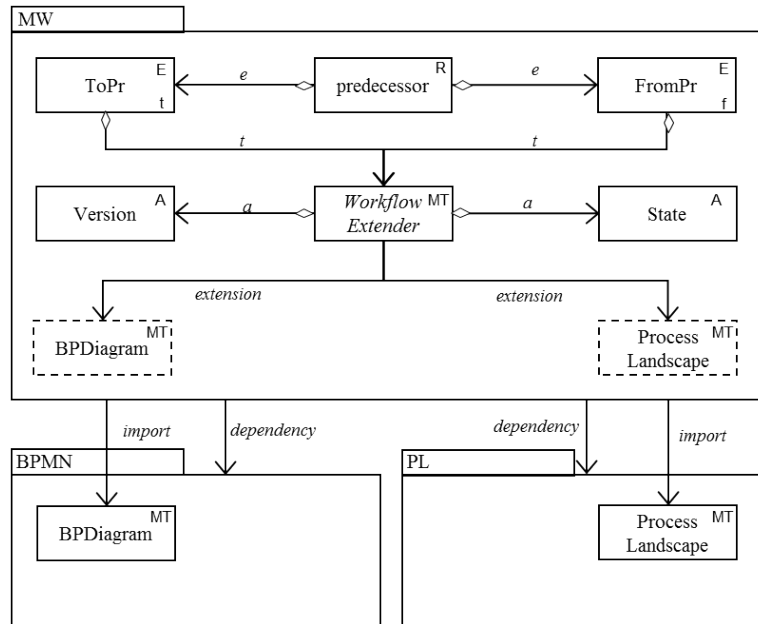 MW
ToPr
E
t
e
predecessor
R
e
FromPr
E
f
t
t
Version
A
a
Workflow
Extender
MT
a
State
A
extension
extension
BPDiagram
MT
Process
Landscape
MT
import
dependency
dependency
import
BPMN
PL
BPDiagram
MT
Process
Landscape
MT